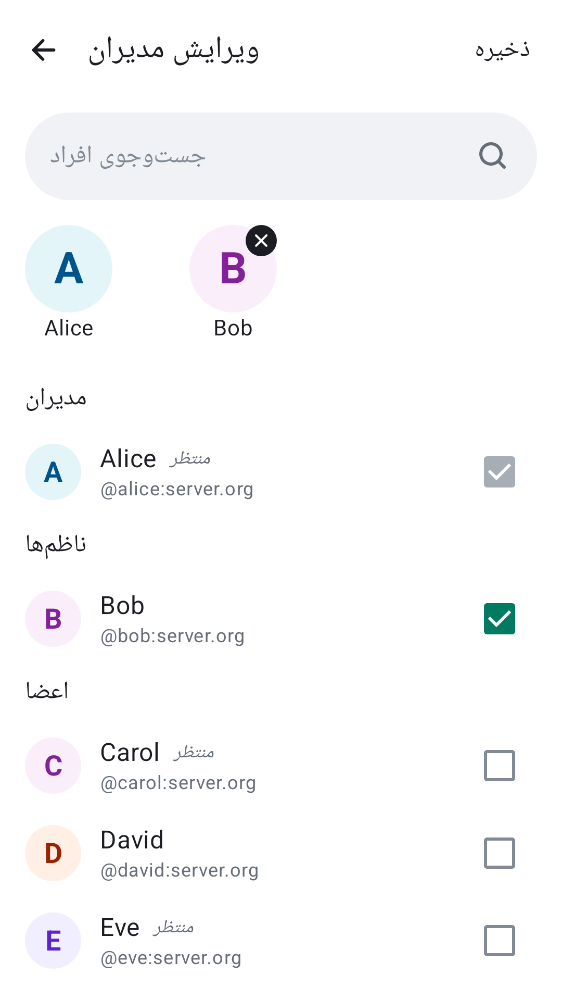 ویرایش مدیران
ذخیره
جست‌وجوی افراد
A
B
Alice
Bob
مدیران
A
Alice منتظر
@alice:server.org
ناظم‌ها
B
Bob
@bob:server.org
اعضا
C
Carol منتظر
@carol:server.org
D
David
@david:server.org
E
Eve منتظر
@eve:server.org